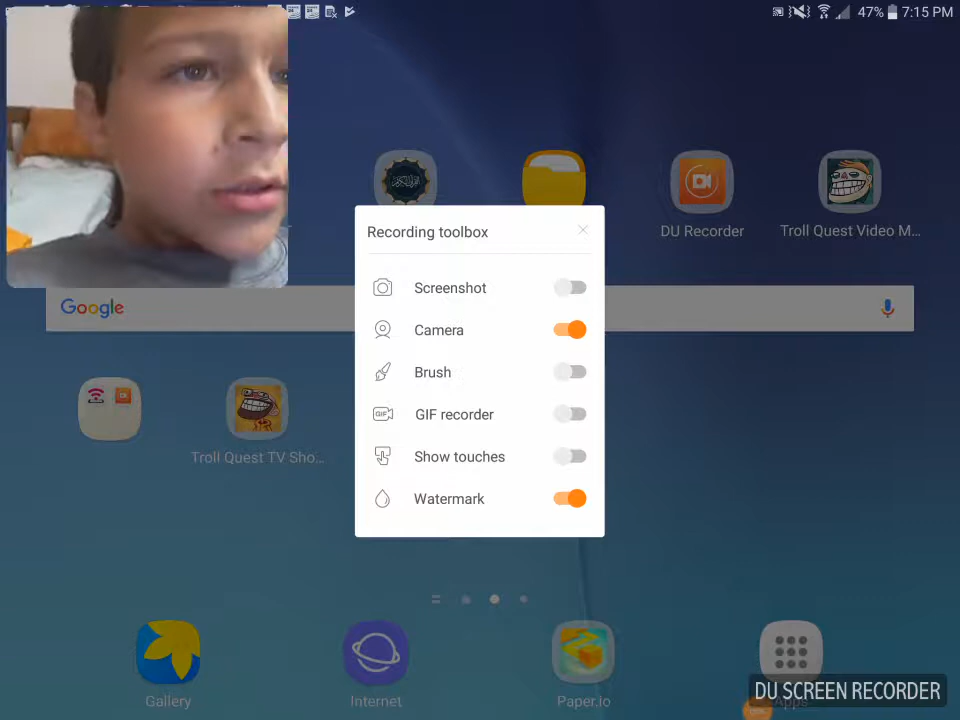 47% 7:15 PM
DU Recorder
Troll Quest Video M...
Recording toolbox
Screenshot
Google
Camera
Brush
GIF recorder
GIF
Troll Quest TV Sho...
Show touches
Watermark
Gallery
Internet
Paper.io
Apps
DU SCREEN RECORDER